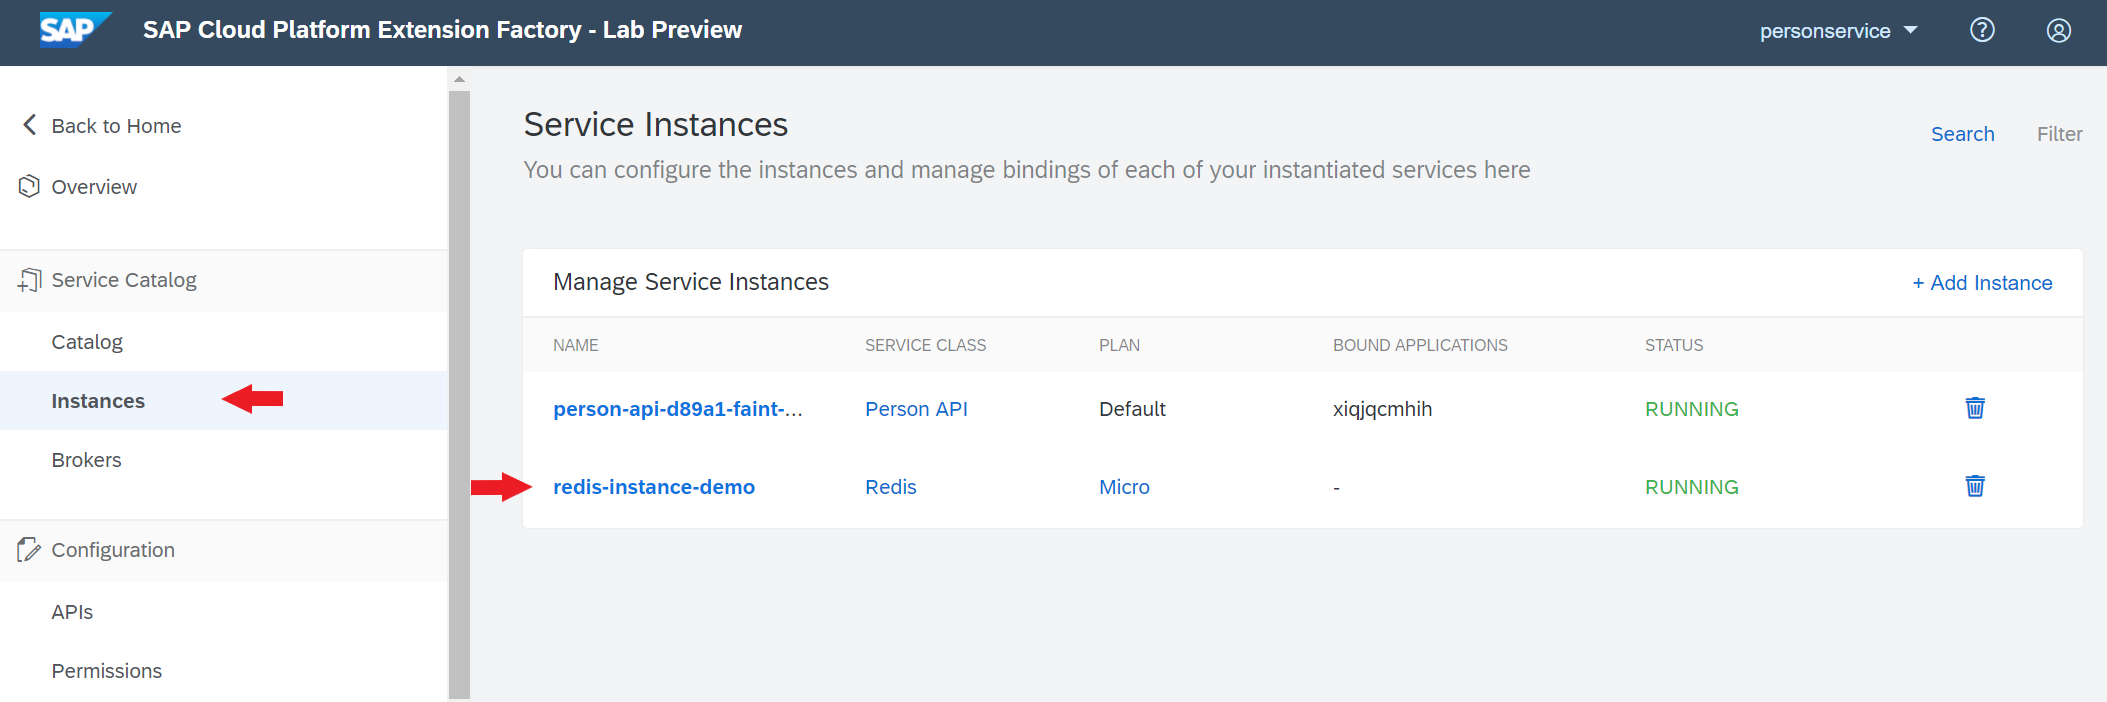 SAP
SAP Cloud Platform Extension Factory - Lab Preview
personservice
Back to Home
Overview
Service Catalog
Catalog
Instances
Brokers
Configuration
APIs
Permissions
Service Instances
Search Filter
You can configure the instances and manage bindings of each of your instantiated services here
Manage Service Instances
+ Add Instance
NAME SERVICE CLASS PLAN BOUND APPLICATIONS STATUS
person-api-d89a1-faint-... Person API Default xiqjqcmhih RUNNING
redis-instance-demo Redis Micro - RUNNING